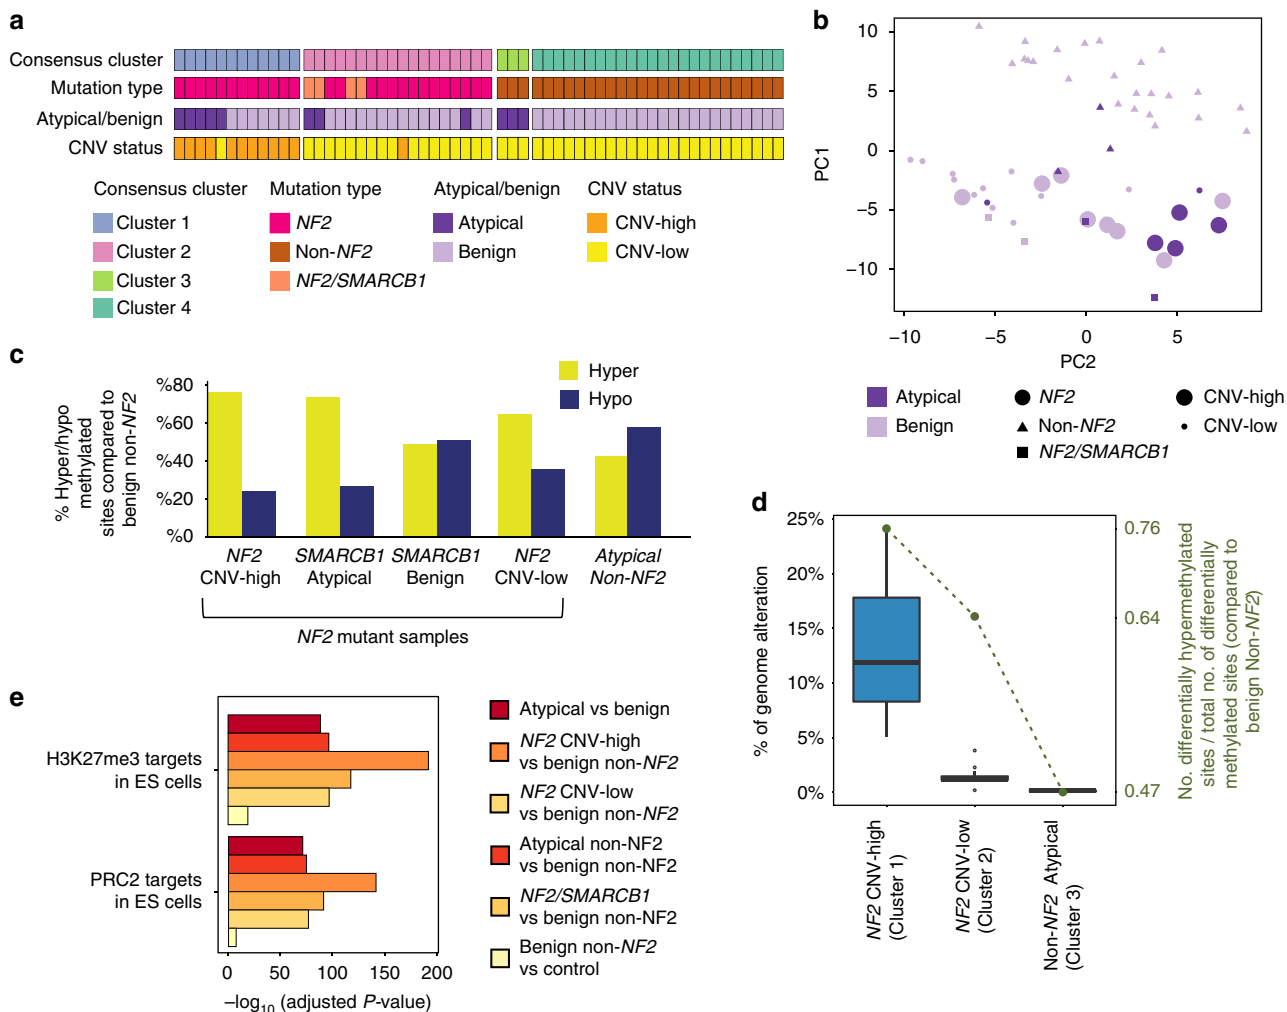 a
Consensus cluster
Mutation type
Atypical/benign
CNV status
Consensus cluster
Cluster 1
Cluster 2
Cluster 3
Cluster 4
Mutation type
NF2
Non-NF2
NF2/SMARCB1
Atypical/benign
Atypical
Benign
CNV status
CNV-high
CNV-low
b
PC1
10
5
0
−5
−10
−10
−5
0
5
PC2
Atypical
Benign
NF2
Non-NF2
NF2/SMARCB1
CNV-high
CNV-low
c
% Hyper/hypo
methylated
sites compared to
benign non-NF2
%80
%60
%40
%20
%0
Hyper
Hypo
NF2
CNV-high
SMARCB1
Atypical
SMARCB1
Benign
NF2
CNV-low
Atypical
Non-NF2
NF2 mutant samples
d
% of genome alteration
25%
20%
15%
10%
5%
0%
0.76
0.64
0.47
No. differentially hypermethylated
sites / total no. of differentially
methylated sites (compared to
benign Non-NF2)
NF2 CNV-high
(Cluster 1)
NF2 CNV-low
(Cluster 2)
Non-NF2 Atypical
(Cluster 3)
e
H3K27me3 targets
in ES cells
PRC2 targets
in ES cells
0
50
100
150
200
−log10 (adjusted P-value)
Atypical vs benign
NF2 CNV-high
vs benign non-NF2
NF2 CNV-low
vs benign non-NF2
Atypical non-NF2
vs benign non-NF2
NF2/SMARCB1
vs benign non-NF2
Benign non-NF2
vs control